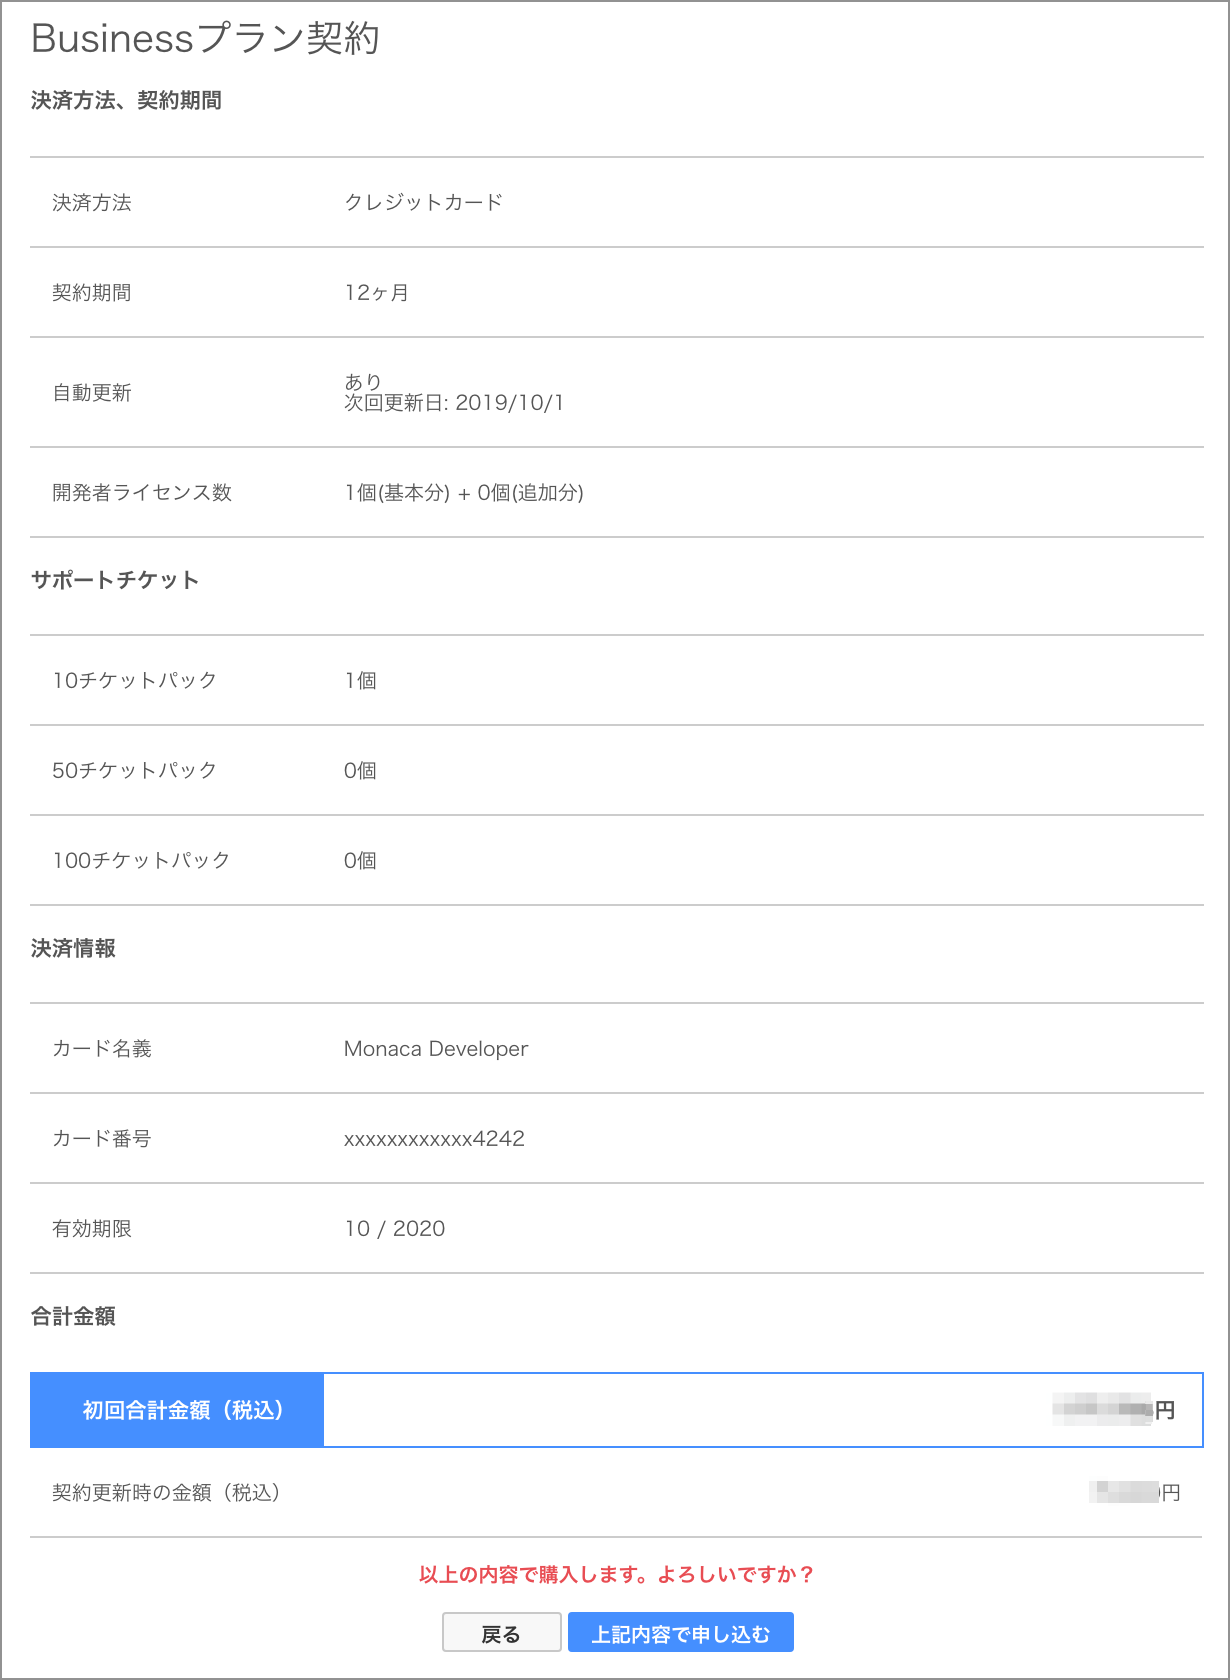 Businessプラン契約
決済方法、契約期間
決済方法 クレジットカード
契約期間 12ヶ月
自動更新 あり
次回更新日: 2019/10/1
開発者ライセンス数 1個(基本分) + 0個(追加分)
サポートチケット
10チケットパック 1個
50チケットパック 0個
100チケットパック 0個
決済情報
カード名義 Monaca Developer
カード番号 xxxxxxxxxxxx4242
有効期限 10 / 2020
合計金額
初回合計金額（税込） 円
契約更新時の金額（税込） 円
以上の内容で購入します。よろしいですか？
戻る 上記内容で申し込む